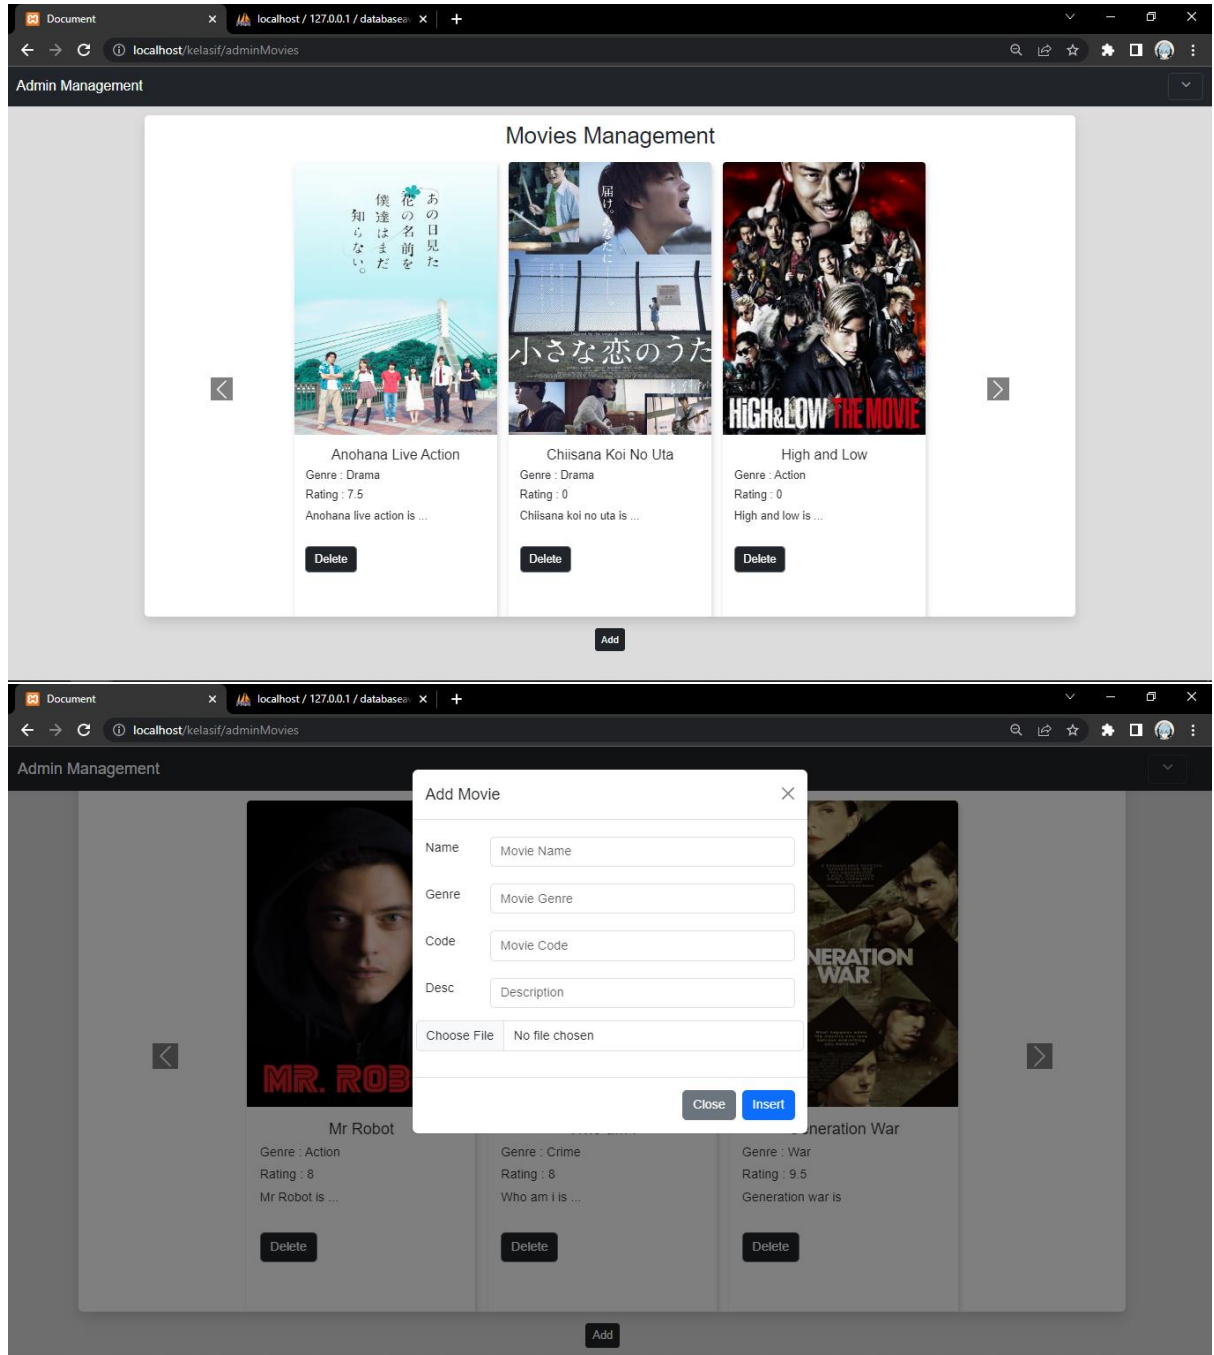 Document
localhost / 127.0.0.1 / databasea
localhost/kelasif/adminMovies
Admin Management
Movies Management
あの日見た
花の名前を
僕達はまだ
知らない。
届け。あなたに
小さな恋のうた
HiGH&LOW THE MOVIE
Anohana Live Action
Genre : Drama
Rating : 7.5
Anohana live action is ...
Delete
Chiisana Koi No Uta
Genre : Drama
Rating : 0
Chiisana koi no uta is ...
Delete
High and Low
Genre : Action
Rating : 0
High and low is ...
Delete
Add
Document
localhost / 127.0.0.1 / databasea
localhost/kelasif/adminMovies
Admin Management
Add Movie
Name
Movie Name
Genre
Movie Genre
Code
Movie Code
Desc
Description
Choose File
No file chosen
Close
Insert
MR. ROB
NERATION
WAR
Mr Robot
Genre : Action
Rating : 8
Mr Robot is ...
Delete
Genre : Crime
Rating : 8
Who am i is ...
Delete
neration War
Genre : War
Rating : 9.5
Generation war is
Delete
Add